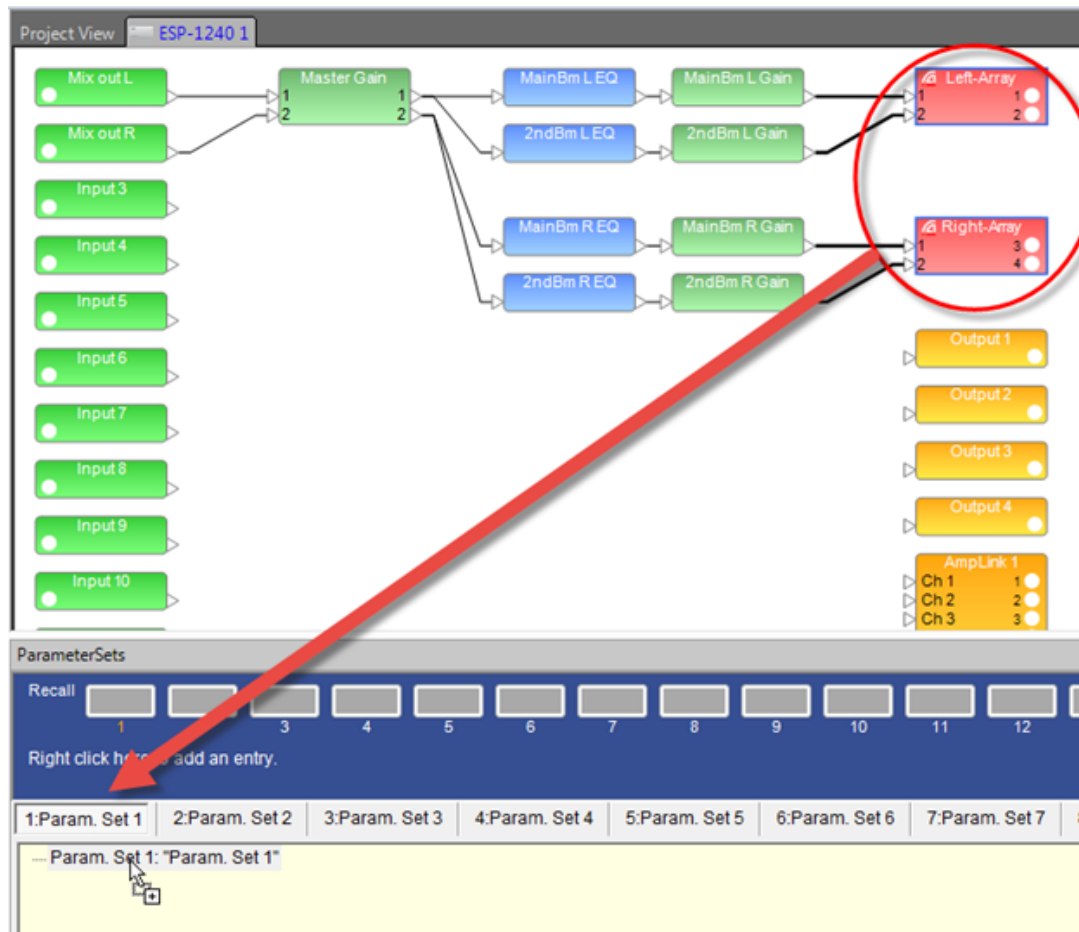 Project View ESP-1240 1
Mix out L
Master Gain
1 1
2 2
MainBm L EQ
MainBm L Gain
Left-Array
1 1
2 2
Mix out R
2ndBm L EQ
2ndBm L Gain
Input 3
MainBm R EQ
MainBm R Gain
Right-Array
1 3
2 4
Input 4
2ndBm R EQ
2ndBm R Gain
Input 5
Output 1
Input 6
Output 2
Input 7
Output 3
Input 8
Output 4
Input 9
AmpLink 1
Ch 1 1
Ch 2 2
Ch 3 3
Input 10
ParameterSets
Recall
1 3 4 5 6 7 8 9 10 11 12
Right click add an entry.
1:Param. Set 1 2:Param. Set 2 3:Param. Set 3 4:Param. Set 4 5:Param. Set 5 6:Param. Set 6 7:Param. Set 7
Param. Set 1: "Param. Set 1"